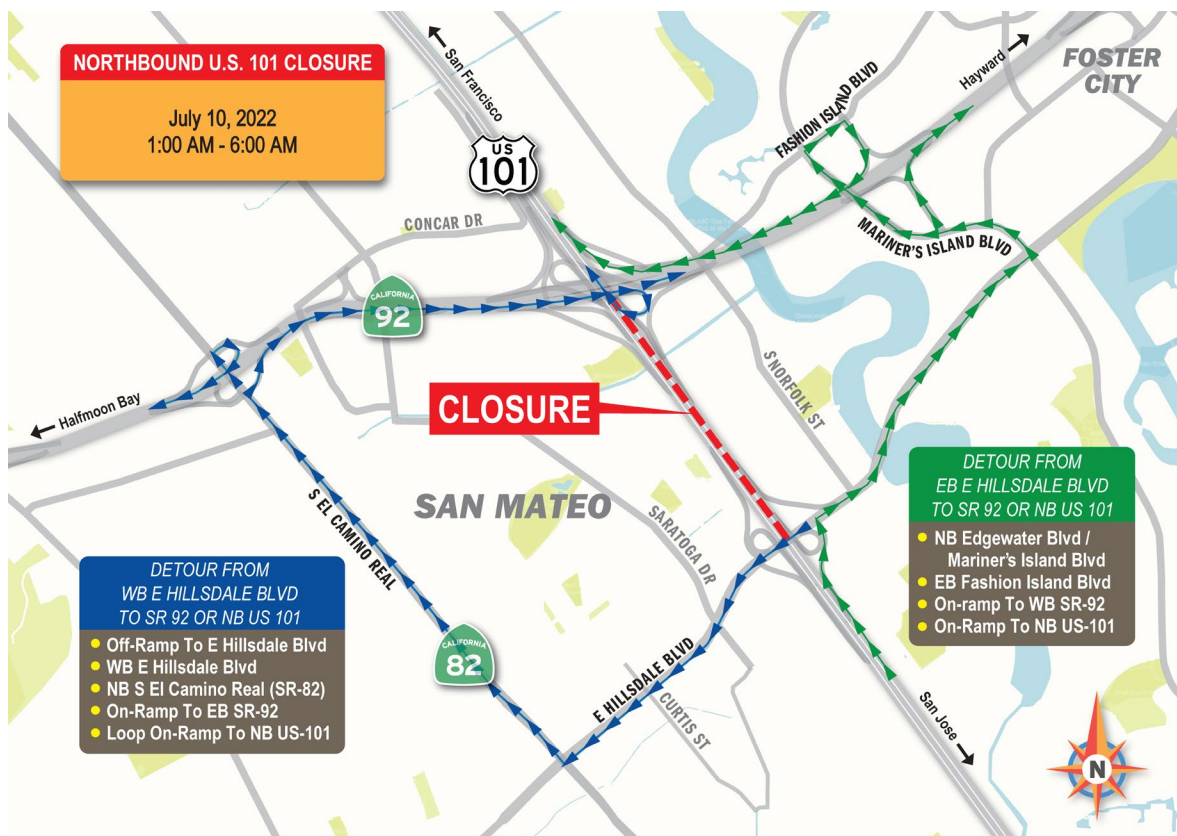 NORTHBOUND U.S. 101 CLOSURE
July 10, 2022
1:00 AM - 6:00 AM
San Francisco
US
101
FASHION ISLAND BLVD
Hayward
FOSTER
CITY
CONCAR DR
MARINER'S ISLAND BLVD
CALIFORNIA
92
S NORFOLK ST
Halfmoon Bay
CLOSURE
SAN MATEO
S EL CAMINO REAL
SARATOGA DR
CALIFORNIA
82
E HILLSDALE BLVD
CURTIS ST
San Jose
DETOUR FROM
WB E HILLSDALE BLVD
TO SR 92 OR NB US 101
Off-Ramp To E Hillsdale Blvd
WB E Hillsdale Blvd
NB S El Camino Real (SR-82)
On-Ramp To EB SR-92
Loop On-Ramp To NB US-101
DETOUR FROM
EB E HILLSDALE BLVD
TO SR 92 OR NB US 101
NB Edgewater Blvd /
Mariner's Island Blvd
EB Fashion Island Blvd
On-ramp To WB SR-92
On-Ramp To NB US-101
N